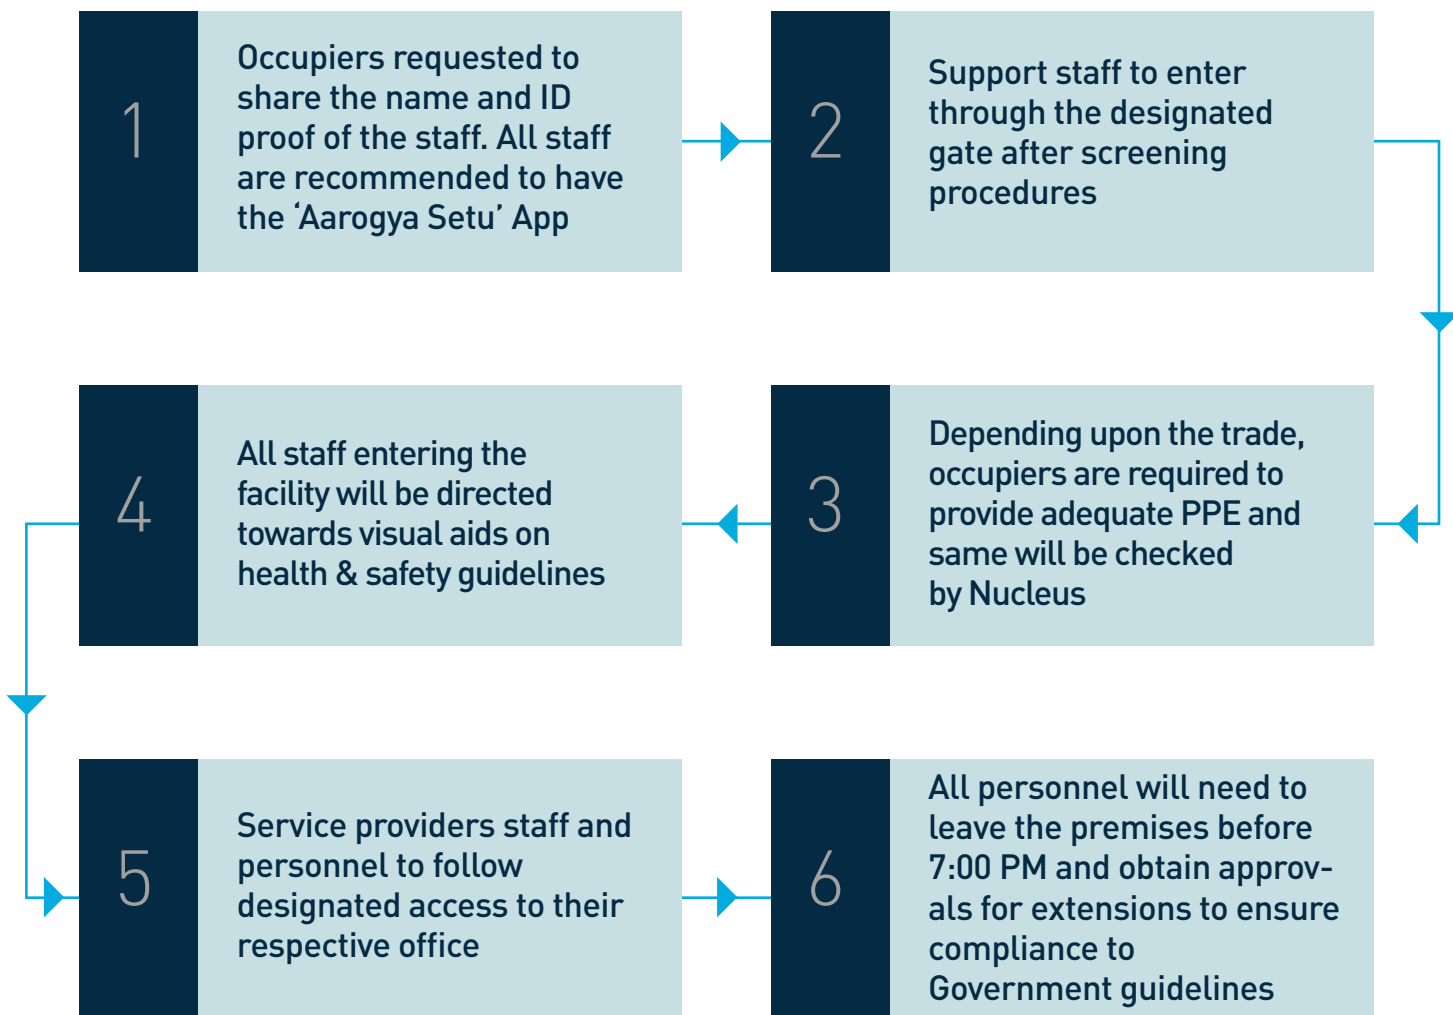 1
Occupiers requested to
share the name and ID
proof of the staff. All staff
are recommended to have
the ‘Aarogya Setu’ App
2
Support staff to enter
through the designated
gate after screening
procedures
3
Depending upon the trade,
occupiers are required to
provide adequate PPE and
same will be checked
by Nucleus
4
All staff entering the
facility will be directed
towards visual aids on
health & safety guidelines
5
Service providers staff and
personnel to follow
designated access to their
respective office
6
All personnel will need to
leave the premises before
7:00 PM and obtain approv-
als for extensions to ensure
compliance to
Government guidelines